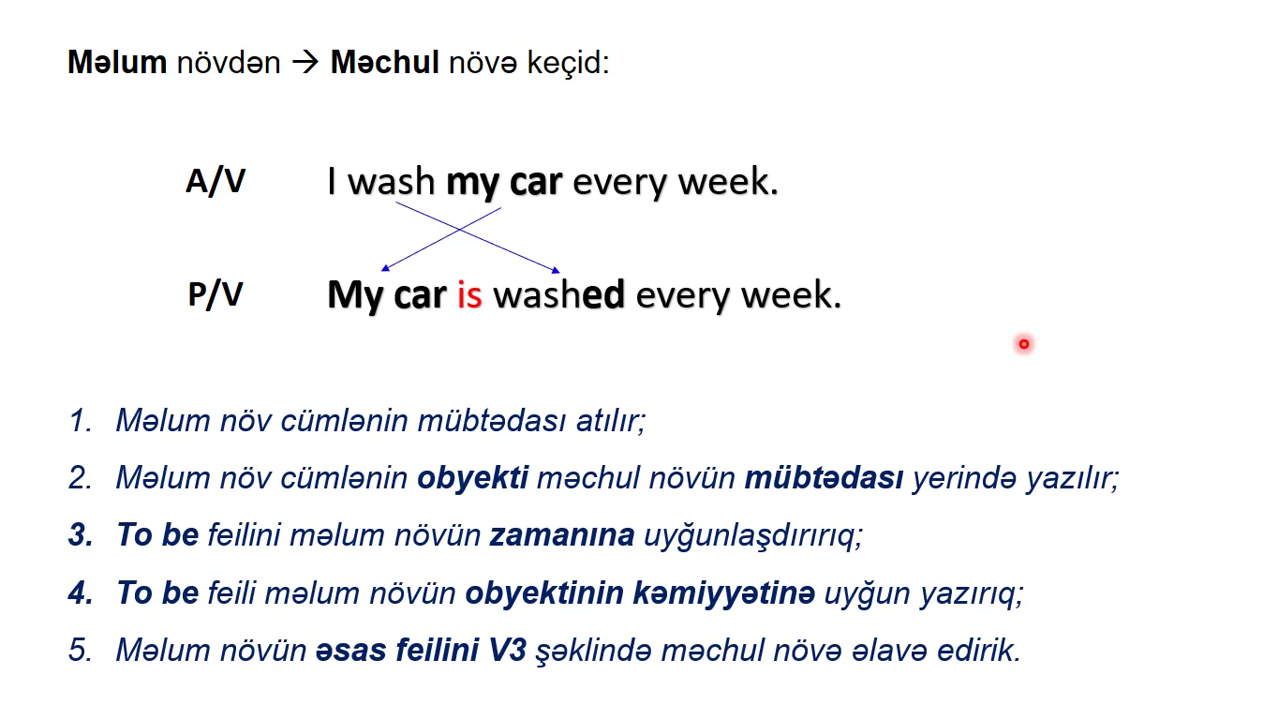 Məlum növdən → Məchul növə keçid:
A/V I wash my car every week.
P/V My car is washed every week.
1. Məlum növ cümlənin mübtədası atılır;
2. Məlum növ cümlənin obyekti məchul növün mübtədası yerində yazılır;
3. To be feilini məlum növün zamanına uyğunlaşdırırıq;
4. To be feili məlum növün obyektinin kəmiyyətinə uyğun yazırıq;
5. Məlum növün əsas feilini V3 şəklində məchul növə əlavə edirik.